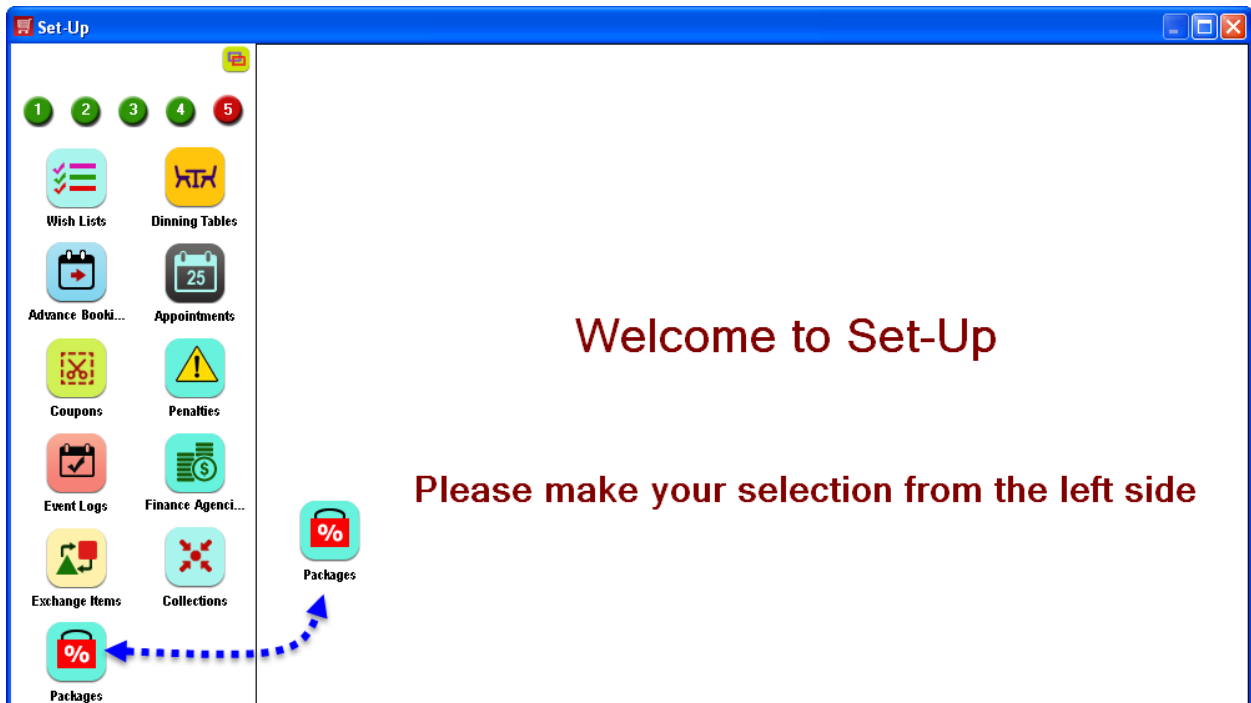 Set-Up
1 2 3 4 5
Wish Lists Dinning Tables
25
Advance Booki... Appointments
Welcome to Set-Up
Coupons Penalties
$
Event Logs Finance Agenci...
Please make your selection from the left side
%
Packages
Exchange Items Collections
%
Packages